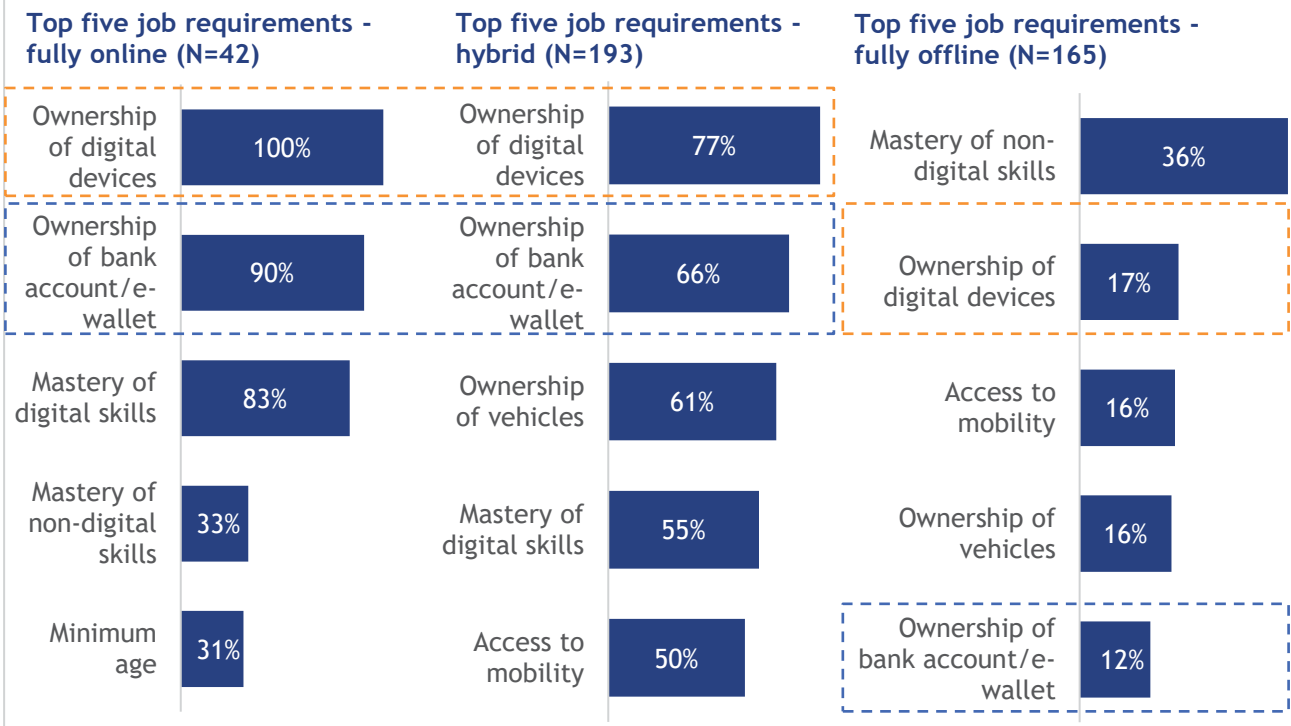 Top five job requirements -
fully online (N=42)
Ownership
of digital
devices
100%
Ownership
of bank
account/e-
wallet
90%
Mastery of
digital skills
83%
Mastery of
non-digital
skills
33%
Minimum
age
31%
Top five job requirements -
hybrid (N=193)
Ownership
of digital
devices
77%
Ownership
of bank
account/e-
wallet
66%
Ownership
of vehicles
61%
Mastery of
digital skills
55%
Access to
mobility
50%
Top five job requirements -
fully offline (N=165)
Mastery of non-
digital skills
36%
Ownership of
digital devices
17%
Access to
mobility
16%
Ownership of
vehicles
16%
Ownership of
bank account/e-
wallet
12%